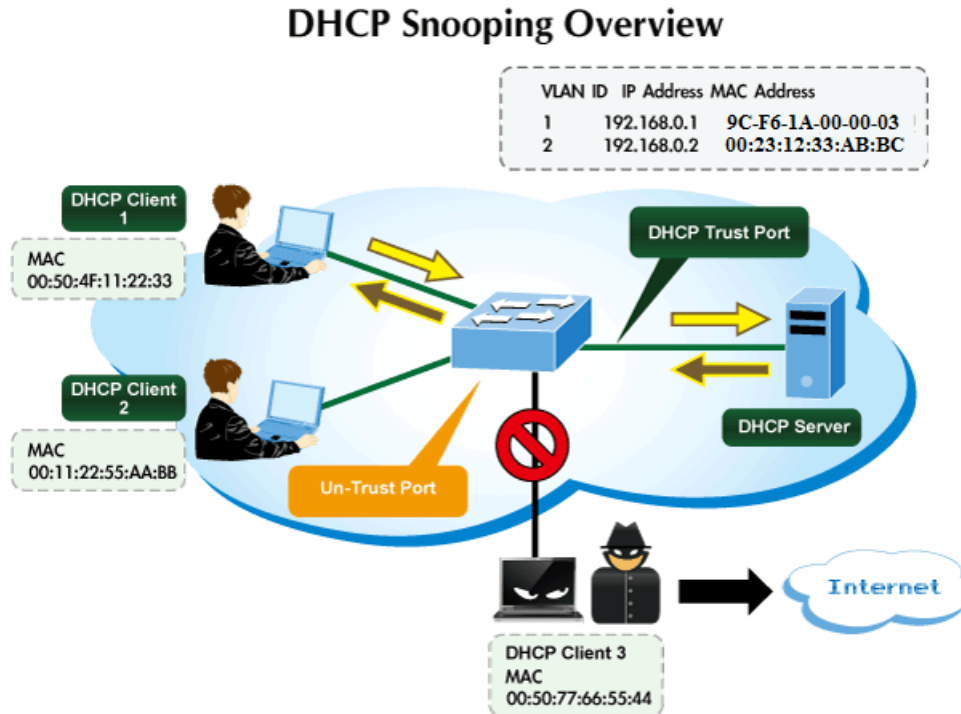 DHCP Snooping Overview
VLAN ID IP Address MAC Address
1 192.168.0.1 9C-F6-1A-00-00-03
2 192.168.0.2 00:23:12:33:AB:BC
DHCP Client
1
MAC
00:50:4F:11:22:33
DHCP Trust Port
DHCP Client
2
MAC
00:11:22:55:AA:BB
DHCP Server
Un-Trust Port
Internet
DHCP Client 3
MAC
00:50:77:66:55:44